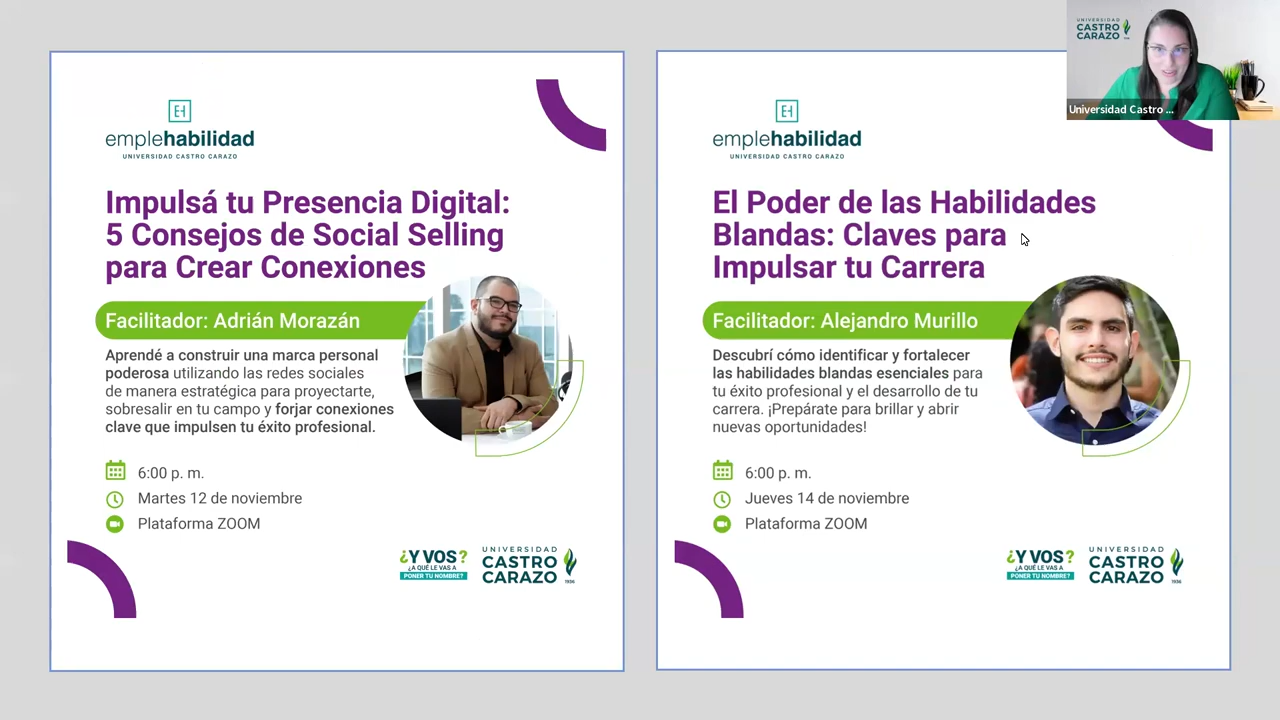 EH
emplehabilidad
UNIVERSIDAD CASTRO CARAZO
Impulsá tu Presencia Digital:
5 Consejos de Social Selling
para Crear Conexiones
Facilitador: Adrián Morazán
Aprendé a construir una marca personal
poderosa utilizando las redes sociales
de manera estratégica para proyectarte,
sobresalir en tu campo y forjar conexiones
clave que impulsen tu éxito profesional.
6:00 p. m.
Martes 12 de noviembre
Plataforma ZOOM
¿Y VOS?
¿A QUÉ LE VAS A
PONER TU NOMBRE?
UNIVERSIDAD
CASTRO
CARAZO
1936
EH
emplehabilidad
UNIVERSIDAD CASTRO CARAZO
El Poder de las Habilidades
Blandas: Claves para
Impulsar tu Carrera
Facilitador: Alejandro Murillo
Descubrí cómo identificar y fortalecer
las habilidades blandas esenciales para
tu éxito profesional y el desarrollo de tu
carrera. ¡Prepárate para brillar y abrir
nuevas oportunidades!
6:00 p. m.
Jueves 14 de noviembre
Plataforma ZOOM
¿Y VOS?
¿A QUÉ LE VAS A
PONER TU NOMBRE?
UNIVERSIDAD
CASTRO
CARAZO
1936
UNIVERSIDAD
CASTRO
CARAZO
Universidad Castro ...